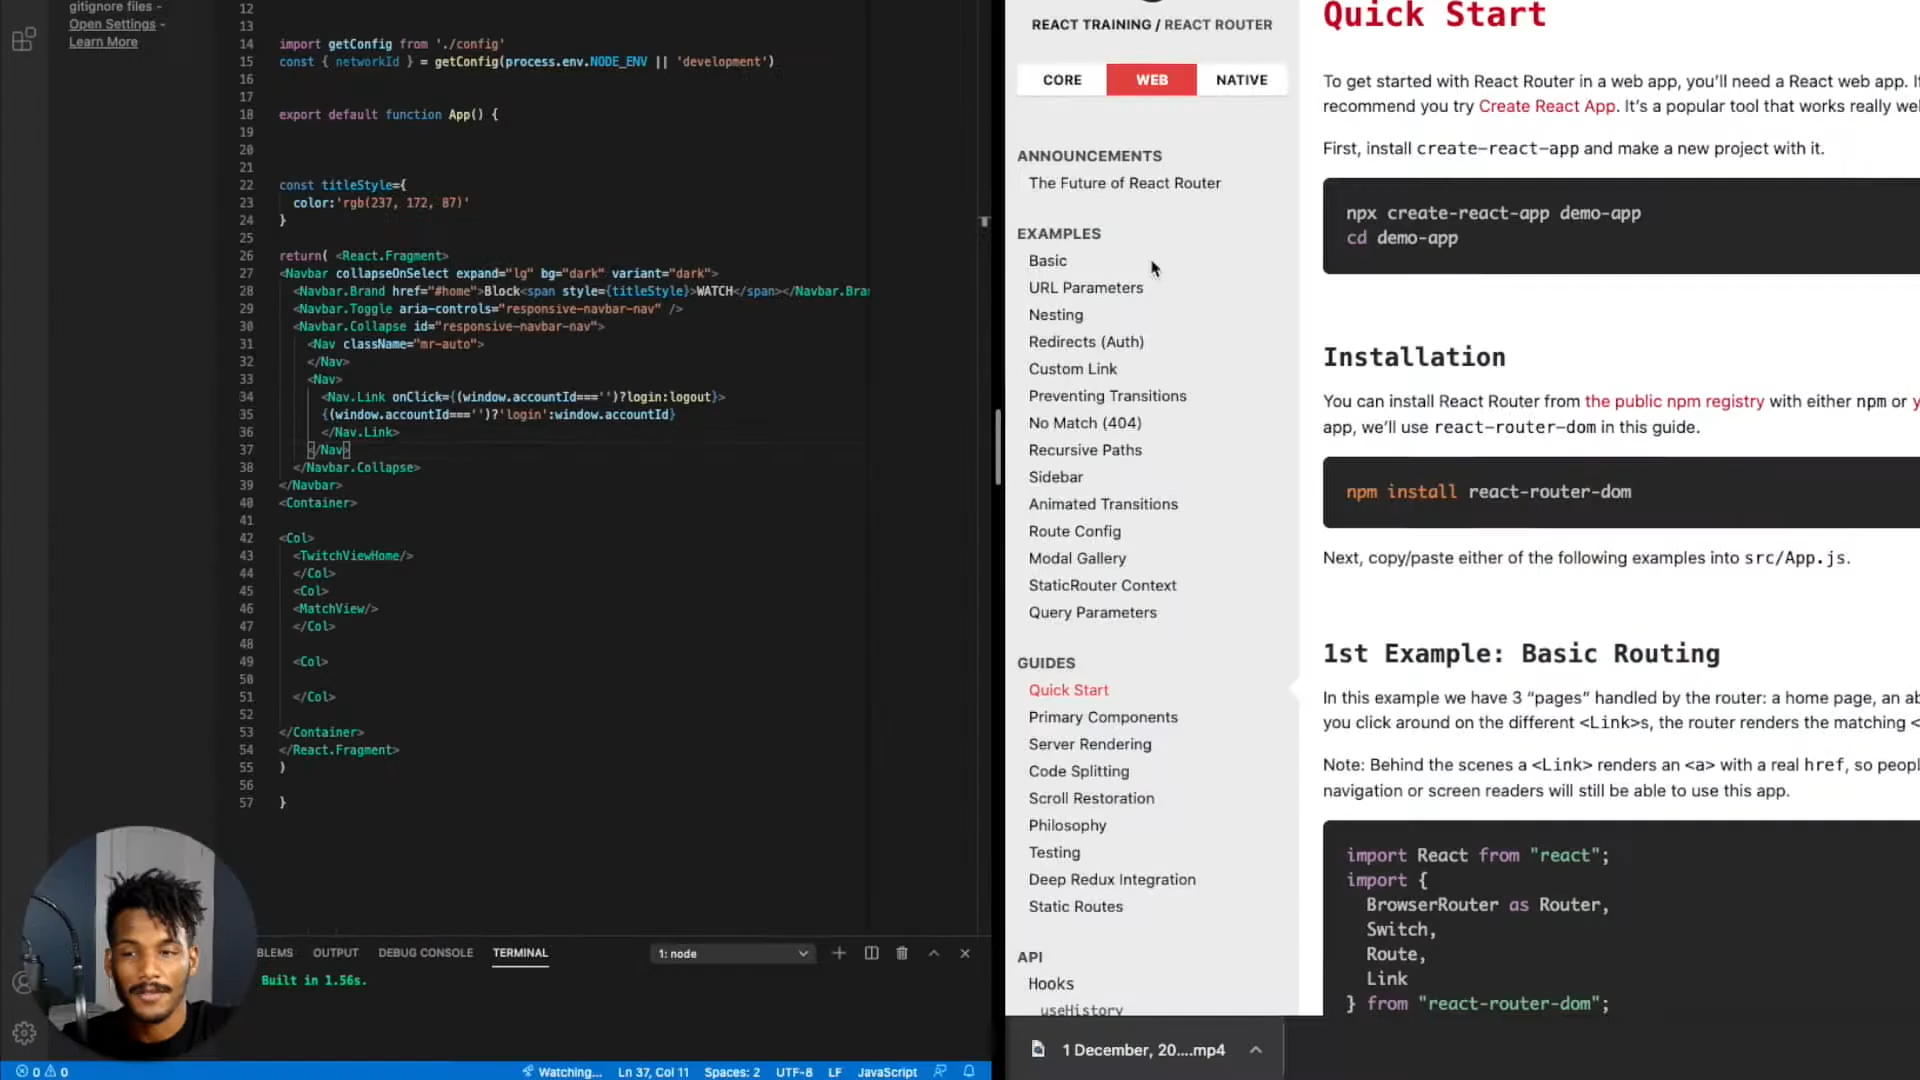 gitignore files -
Open Settings -
Learn More
12
13
14 import getConfig from './config'
15 const { networkId } = getConfig(process.env.NODE_ENV || 'development')
16
17
18 export default function App() {
19
20
21
22 const titleStyle={
23 color:'rgb(237, 172, 87)'
24 }
25
26 return( <React.Fragment>
27 <Navbar collapseOnSelect expand="lg" bg="dark" variant="dark">
28 <Navbar.Brand href="#home">Block<span style={titleStyle}>WATCH</span></Navbar.Bra
29 <Navbar.Toggle aria-controls="responsive-navbar-nav" />
30 <Navbar.Collapse id="responsive-navbar-nav">
31 <Nav className="mr-auto">
32 </Nav>
33 <Nav>
34 <Nav.Link onClick={(window.accountId==='')?login:logout}>
35 {(window.accountId==='')?'login':window.accountId}
36 </Nav.Link>
37 </Nav>
38 </Navbar.Collapse>
39 </Navbar>
40 <Container>
41
42 <Col>
43 <TwitchViewHome/>
44 </Col>
45 <Col>
46 <MatchView/>
47 </Col>
48
49 <Col>
50
51 </Col>
52
53 </Container>
54 </React.Fragment>
55 )
56
57 }
BLEMS OUTPUT DEBUG CONSOLE TERMINAL 1: node
Built in 1.56s.
0 0 Watching... Ln 37, Col 11 Spaces: 2 UTF-8 LF JavaScript
REACT TRAINING / REACT ROUTER
CORE WEB NATIVE
ANNOUNCEMENTS
The Future of React Router
EXAMPLES
Basic
URL Parameters
Nesting
Redirects (Auth)
Custom Link
Preventing Transitions
No Match (404)
Recursive Paths
Sidebar
Animated Transitions
Route Config
Modal Gallery
StaticRouter Context
Query Parameters
GUIDES
Quick Start
Primary Components
Server Rendering
Code Splitting
Scroll Restoration
Philosophy
Testing
Deep Redux Integration
Static Routes
API
Hooks
useHistory
Quick Start
To get started with React Router in a web app, you'll need a React web app. I
recommend you try Create React App. It's a popular tool that works really we
First, install create-react-app and make a new project with it.
npx create-react-app demo-app
cd demo-app
Installation
You can install React Router from the public npm registry with either npm or y
app, we'll use react-router-dom in this guide.
npm install react-router-dom
Next, copy/paste either of the following examples into src/App.js.
1st Example: Basic Routing
In this example we have 3 “pages” handled by the router: a home page, an ab
you click around on the different <Link>s, the router renders the matching <
Note: Behind the scenes a <Link> renders an <a> with a real href, so peopl
navigation or screen readers will still be able to use this app.
import React from "react";
import {
BrowserRouter as Router,
Switch,
Route,
Link
} from "react-router-dom";
1 December, 20....mp4